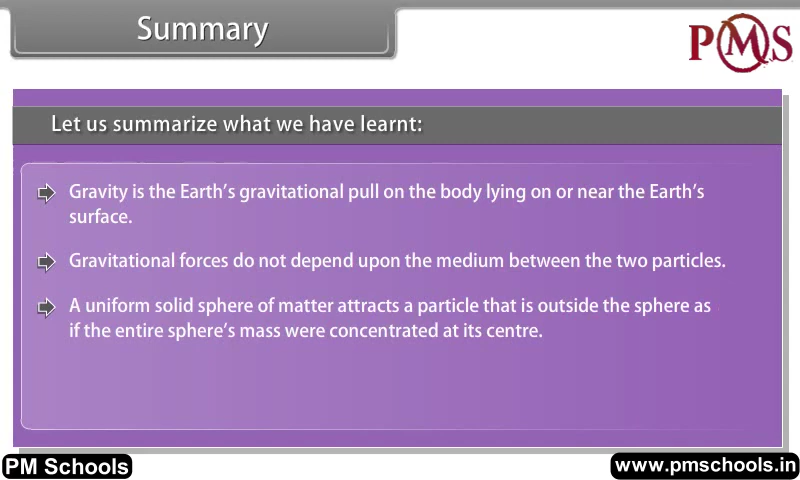 Summary
PMS
Let us summarize what we have learnt:
Gravity is the Earth's gravitational pull on the body lying on or near the Earth's
surface.
Gravitational forces do not depend upon the medium between the two particles.
A uniform solid sphere of matter attracts a particle that is outside the sphere as
if the entire sphere's mass were concentrated at its centre.
PM Schools
www.pmschools.in